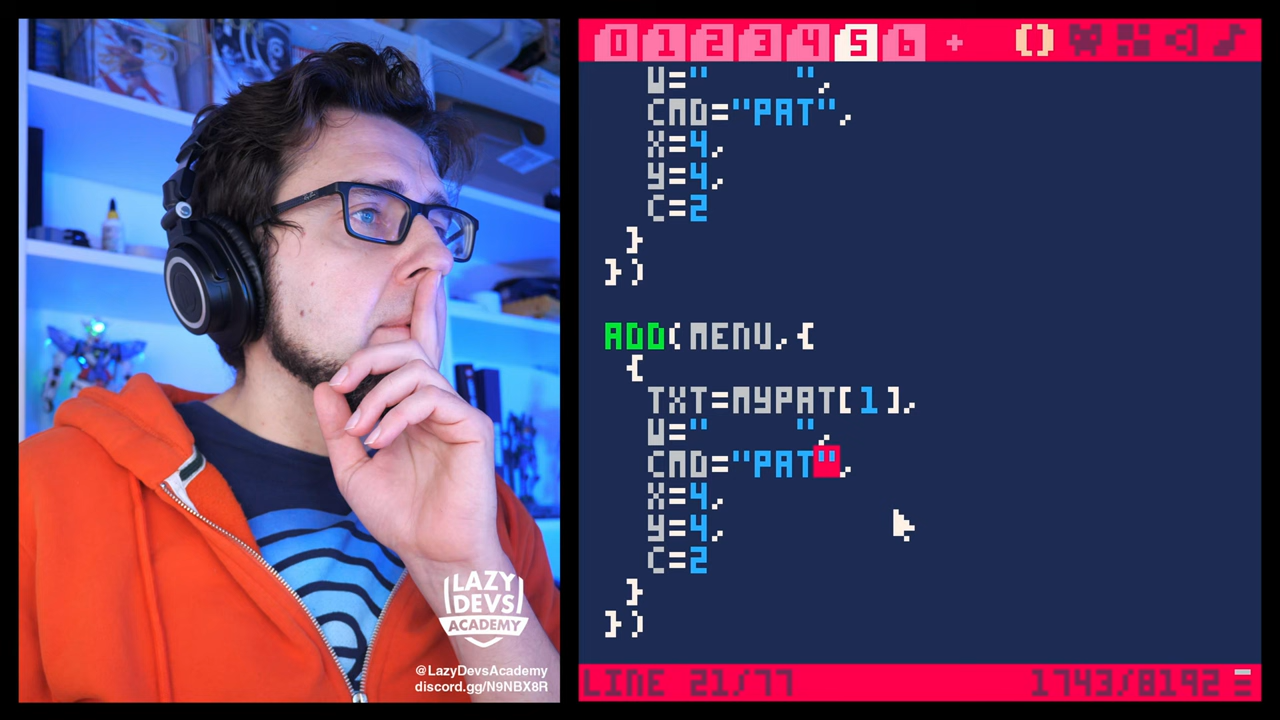 0 1 2 3 4 5 6 +
W="    ",
CMD="PAT",
X=4,
Y=4,
C=2
}
})
ADD(MENU,{
{
TXT=MYPAT[1],
W="    ",
CMD="PAT",
X=4,
Y=4,
C=2
}
})
LINE 21/77
1743/8192
LAZY
DEVS
ACADEMY
@LazyDevsAcademy
discord.gg/N9NBX8R